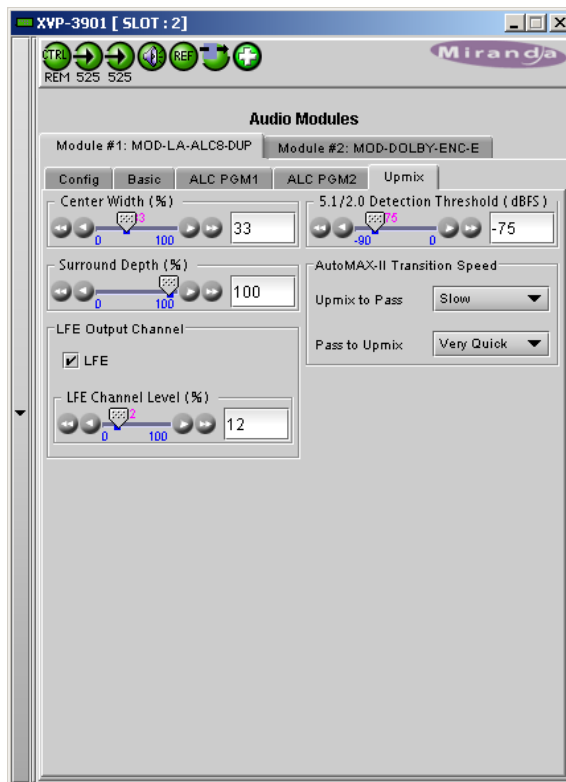 XVP-3901 [ SLOT : 2]
CTRL REF
REM 525 525
Miranda
Audio Modules
Module #1: MOD-LA-ALC8-DUP Module #2: MOD-DOLBY-ENC-E
Config Basic ALC PGM1 ALC PGM2 Upmix
Center Width (%)
33
0 100
33
Surround Depth (%)
0 100
100
LFE Output Channel
LFE
LFE Channel Level (%)
0 100
12
5.1/2.0 Detection Threshold ( dBFS )
75
-90 0
-75
AutoMAX-II Transition Speed
Upmix to Pass Slow
Pass to Upmix Very Quick